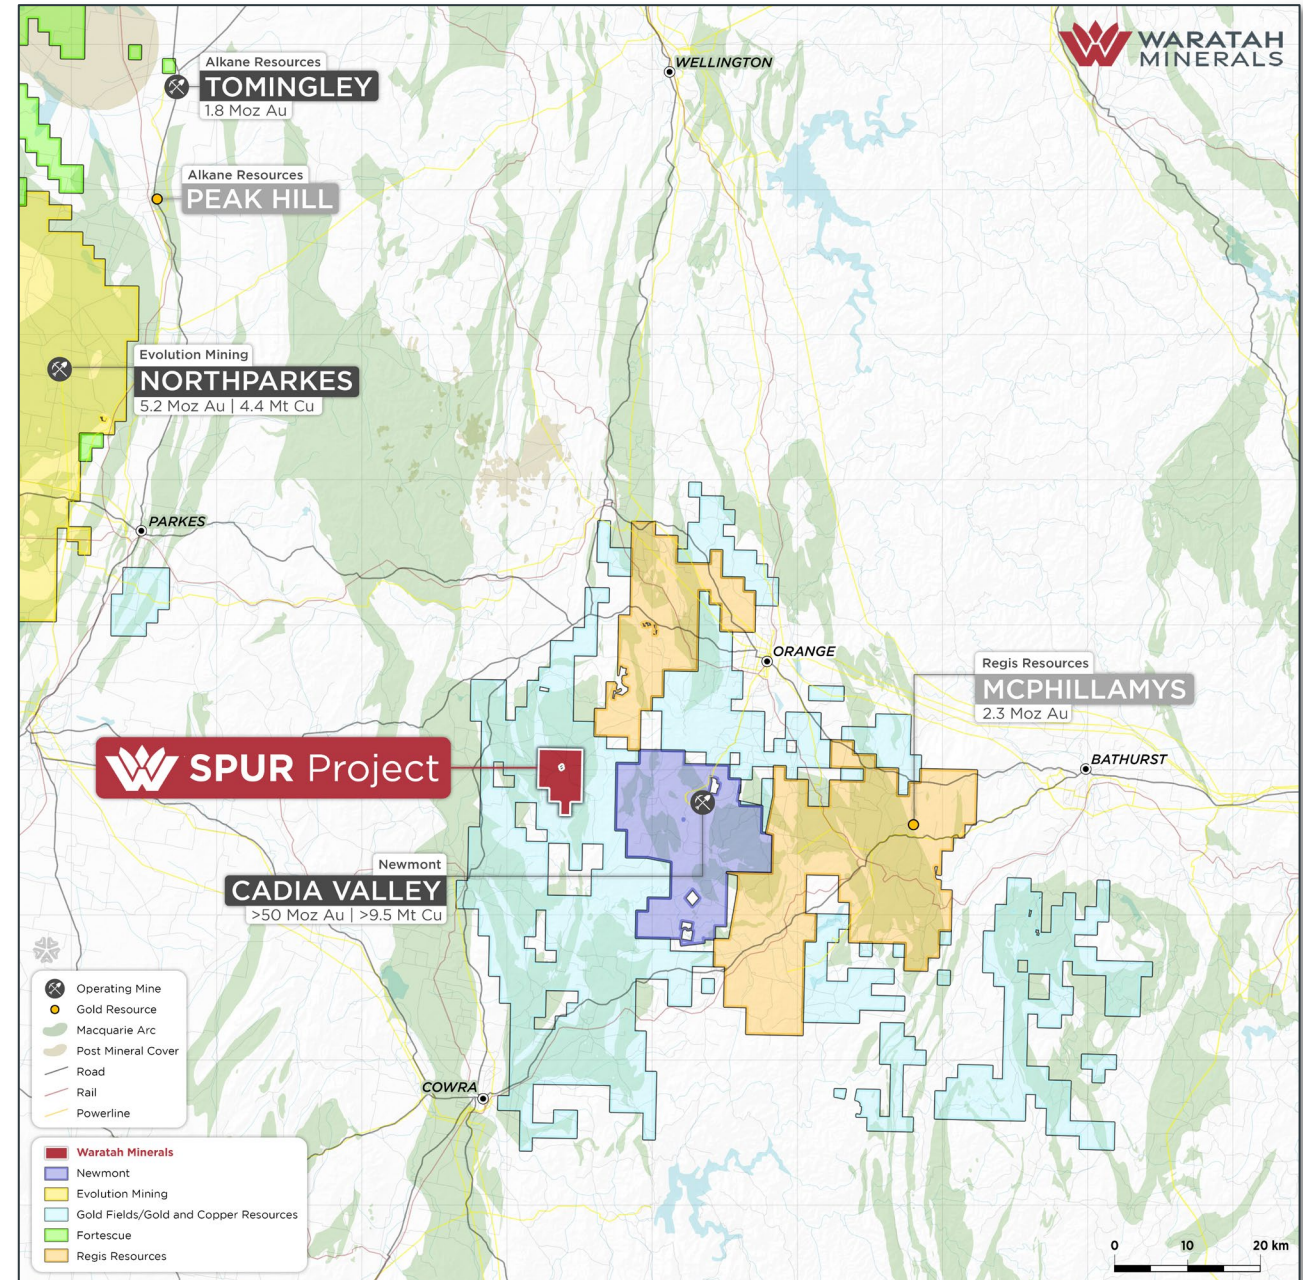 WARATAH
MINERALS
WELLINGTON
Alkane Resources
TOMINGLEY
1.8 Moz Au
Alkane Resources
PEAK HILL
Evolution Mining
NORTHPARKES
5.2 Moz Au | 4.4 Mt Cu
PARKES
ORANGE
Regis Resources
MCPHILLAMYS
2.3 Moz Au
BATHURST
SPUR Project
Newmont
CADIA VALLEY
>50 Moz Au | >9.5 Mt Cu
COWRA
Operating Mine
Gold Resource
Macquarie Arc
Post Mineral Cover
Road
Rail
Powerline
Waratah Minerals
Newmont
Evolution Mining
Gold Fields/Gold and Copper Resources
Fortescue
Regis Resources
0 10 20 km